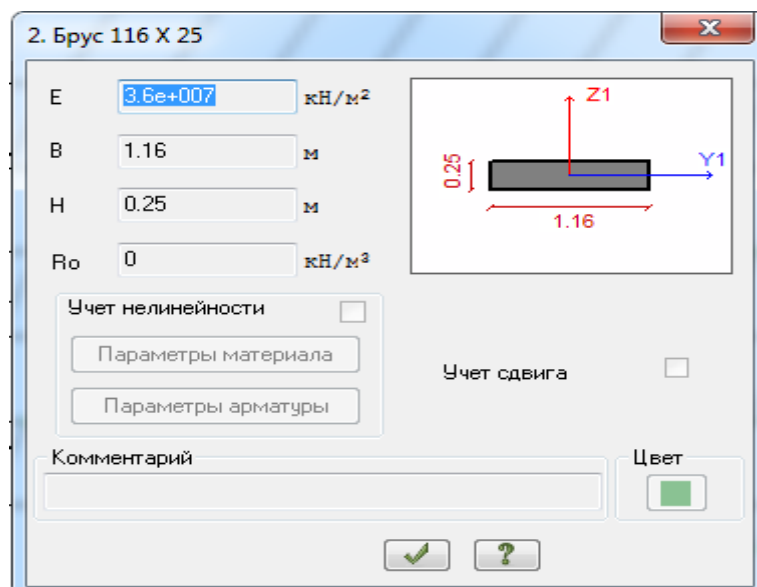 2. Брус 116 X 25
E 3.6e+007 кН/м²
B 1.16 м
H 0.25 м
Ro 0 кН/м³
Z1
Y1
0.25
1.16
Учет нелинейности
Параметры материала
Параметры арматуры
Учет сдвига
Комментарий
Цвет